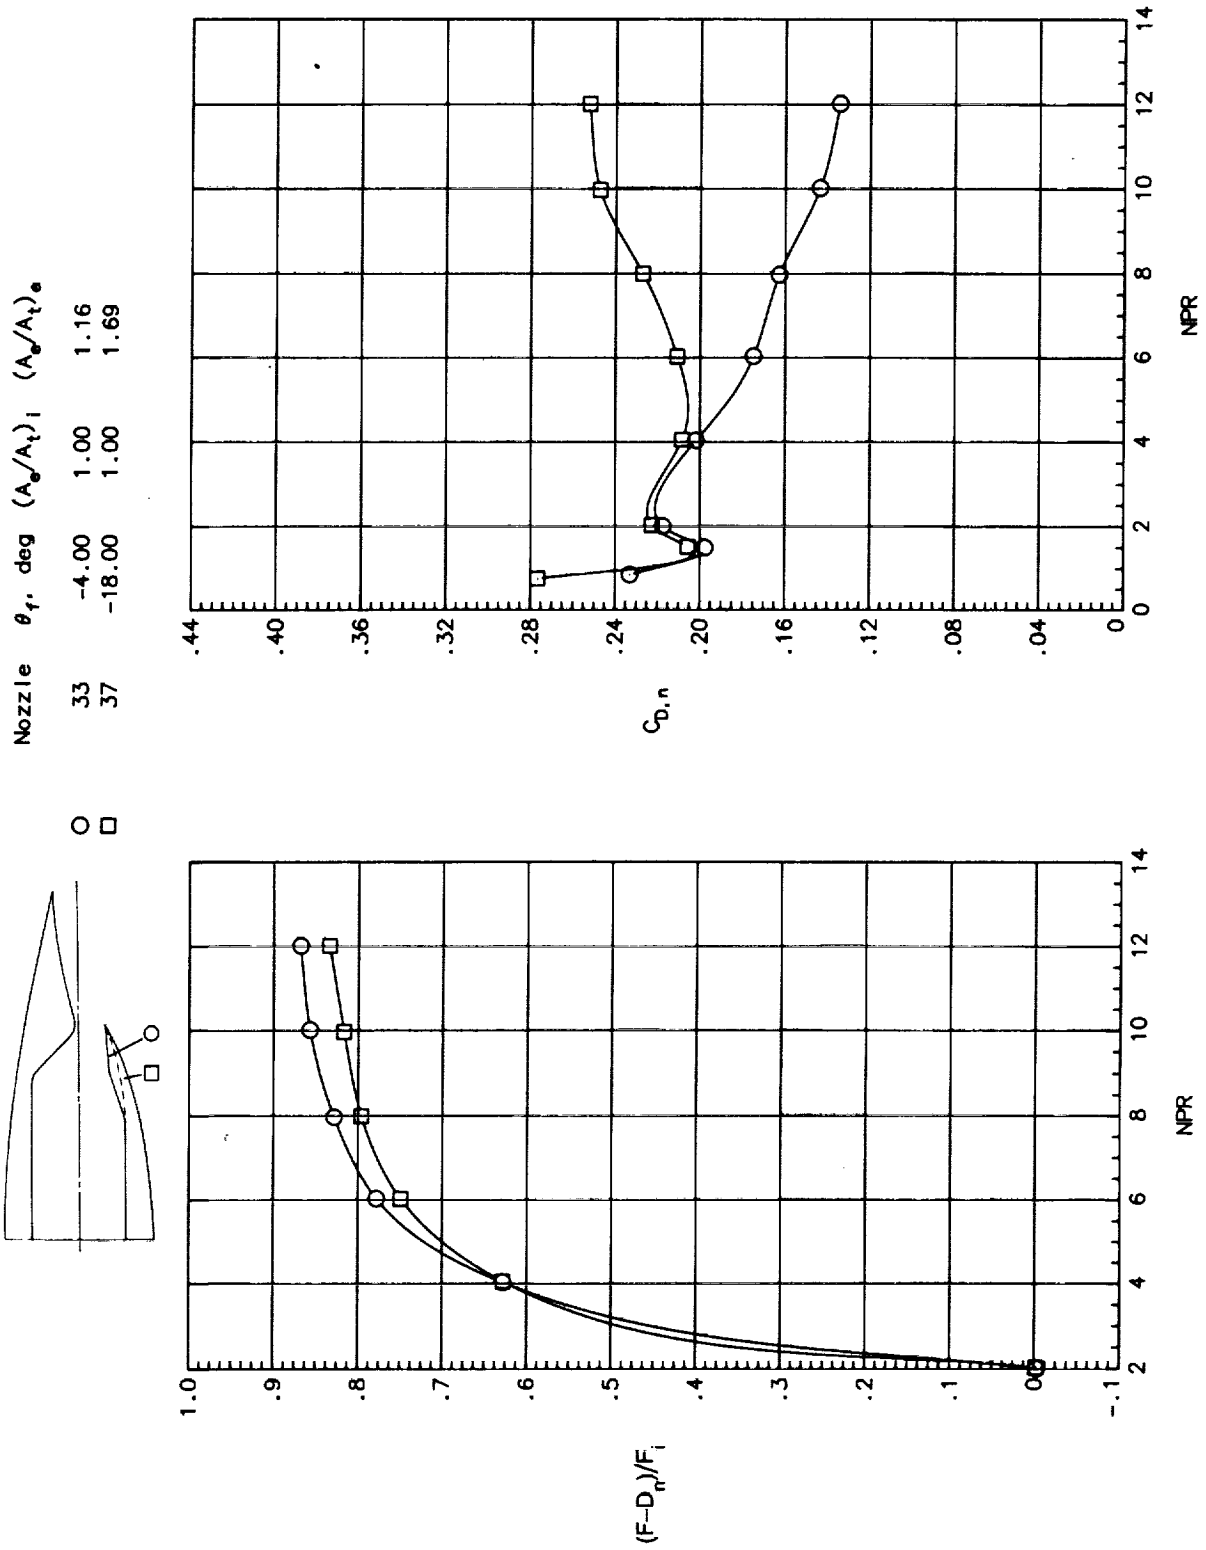 Nozzle θf, deg (Ae/At)i (Ae/At)e
33 -4.00 1.00 1.16
37 -18.00 1.00 1.69
(F-Dn)/Fi
1.0
.9
.8
.7
.6
.5
.4
.3
.2
.1
0
-.1
2 4 6 8 10 12 14
NPR
CD,n
.44
.40
.36
.32
.28
.24
.20
.16
.12
.08
.04
0
0 2 4 6 8 10 12 14
NPR